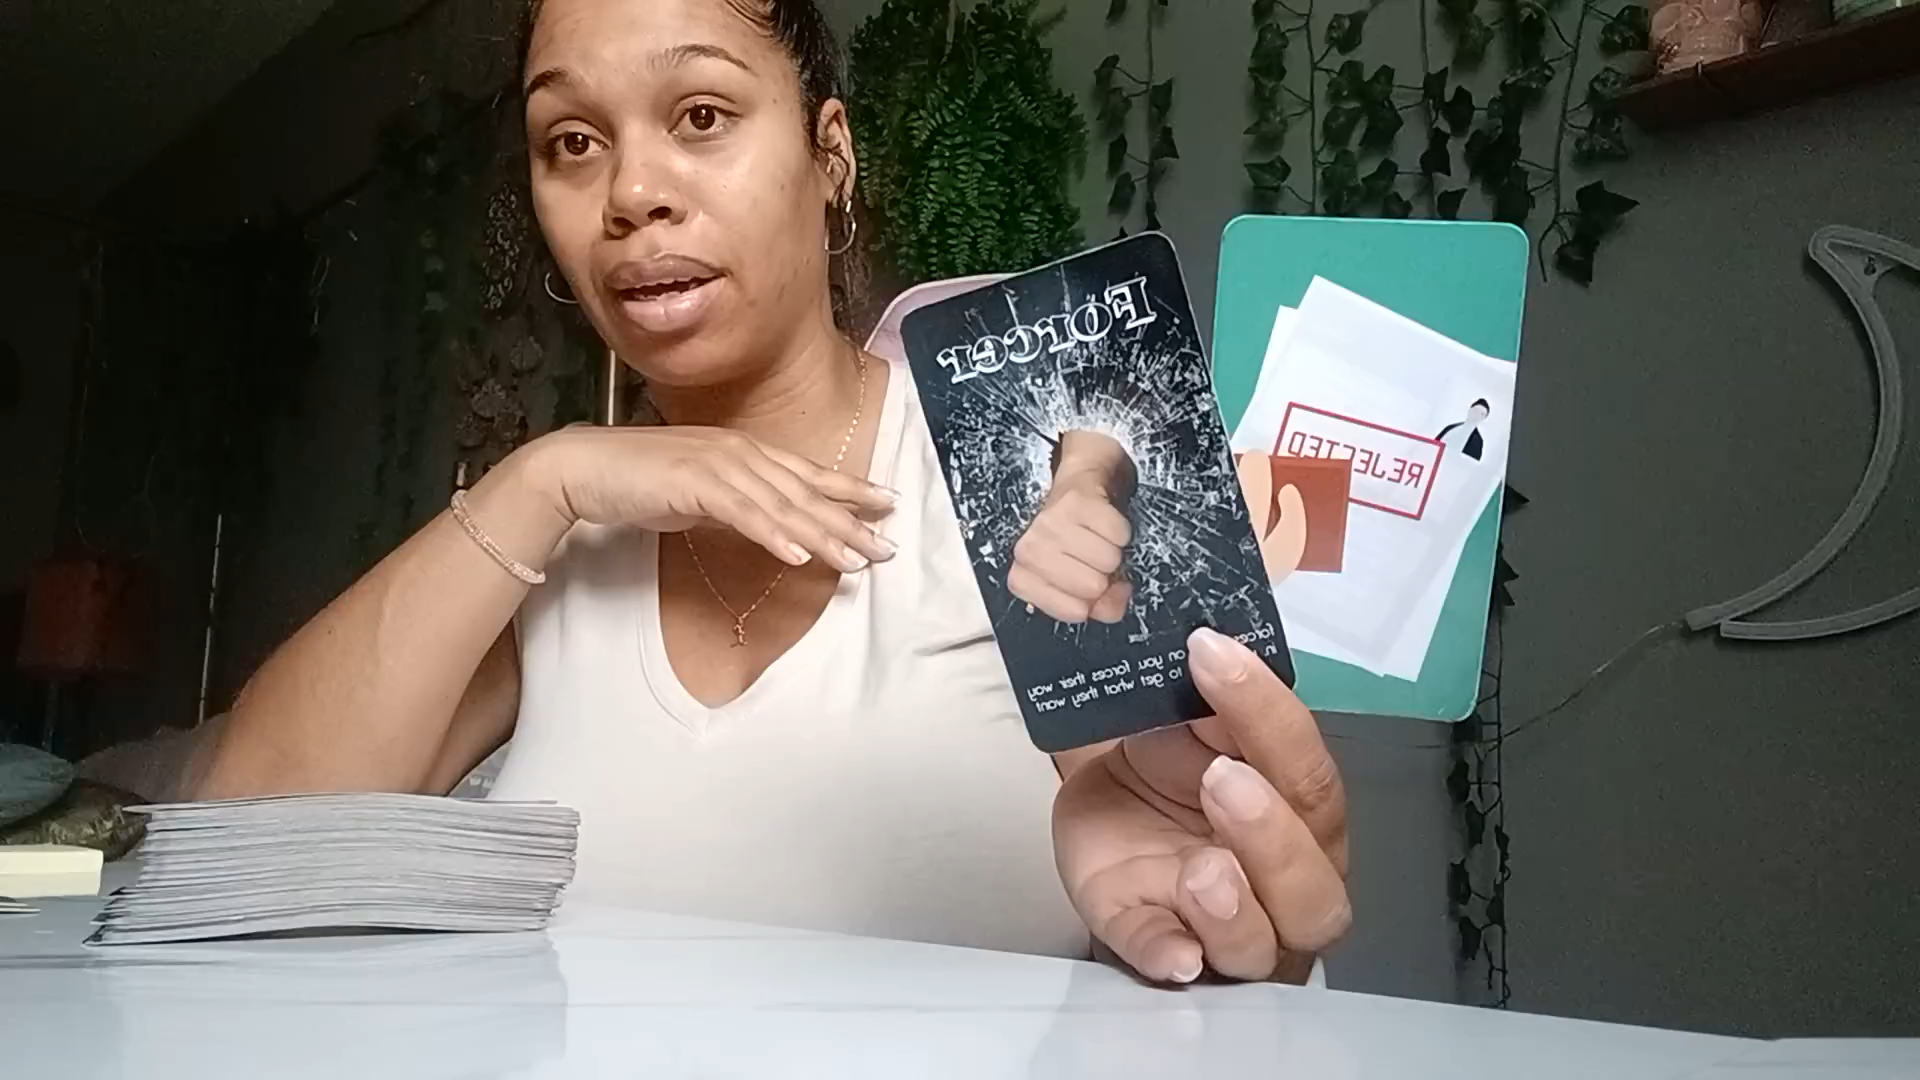 Forcer
forces
in
on you forces their way
to get what they want
REJECTED